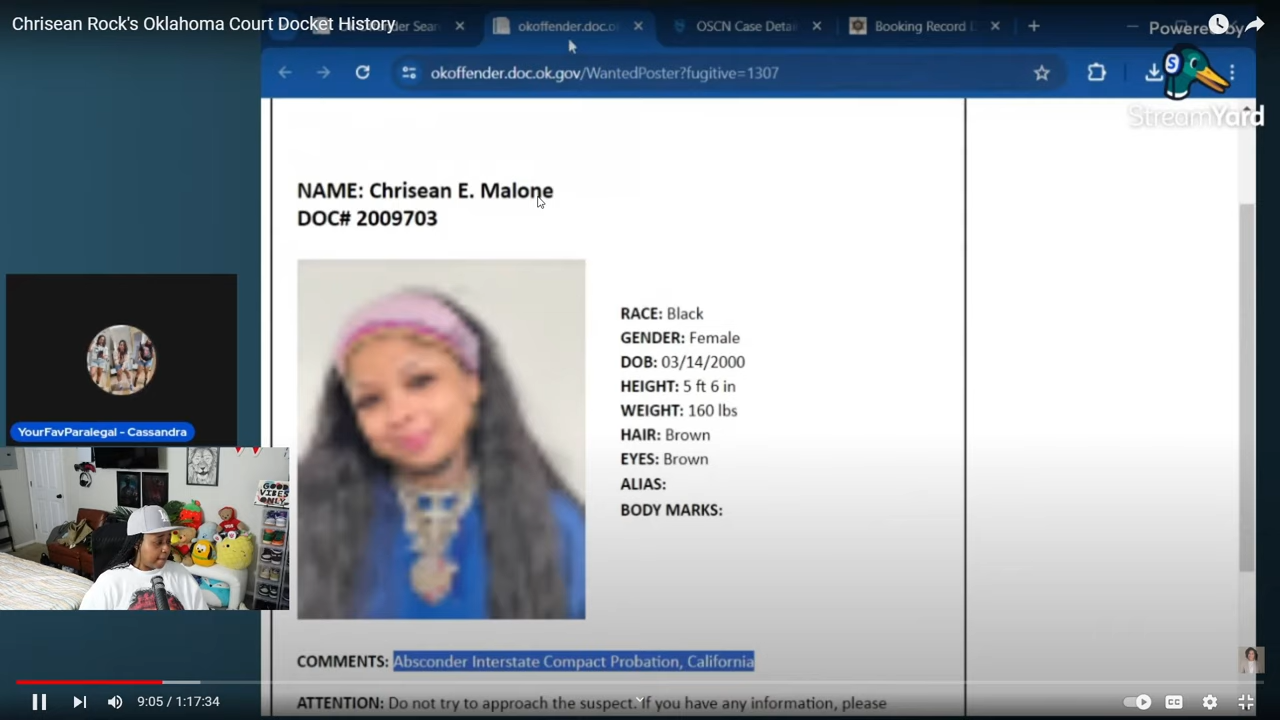 Chrisean Rock's Oklahoma Court Docket History
okoffender.doc.o
OSCN Case Detai
Booking Record
Powered by
okoffender.doc.ok.gov/WantedPoster?fugitive=1307
StreamYard
NAME: Chrisean E. Malone
DOC# 2009703
RACE: Black
GENDER: Female
DOB: 03/14/2000
HEIGHT: 5 ft 6 in
WEIGHT: 160 lbs
HAIR: Brown
EYES: Brown
ALIAS:
BODY MARKS:
YourFavParalegal - Cassandra
GOOD
VIBES
ONLY
COMMENTS: Absconder Interstate Compact Probation, California
9:05 / 1:17:34
CC
ATTENTION: Do not try to approach the suspect. If you have any information, please